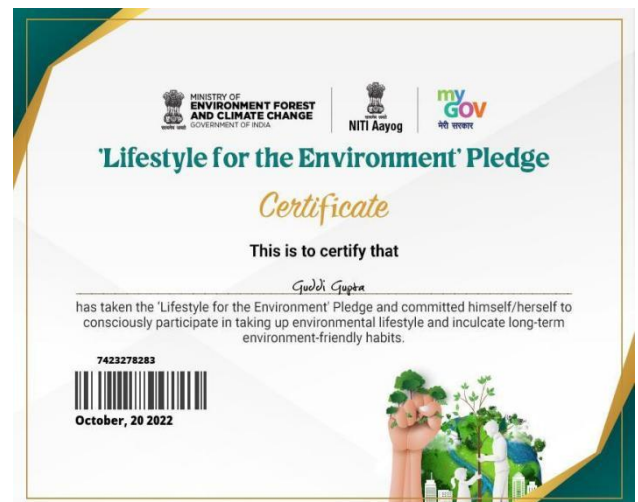 MINISTRY OF
ENVIRONMENT FOREST
AND CLIMATE CHANGE
GOVERNMENT OF INDIA
सत्यमेव जयते
NITI Aayog
my
GOV
मेरी सरकार
'Lifestyle for the Environment' Pledge
Certificate
This is to certify that
Guddi Gupta
has taken the 'Lifestyle for the Environment' Pledge and committed himself/herself to
consciously participate in taking up environmental lifestyle and inculcate long-term
environment-friendly habits.
7423278283
October, 20 2022